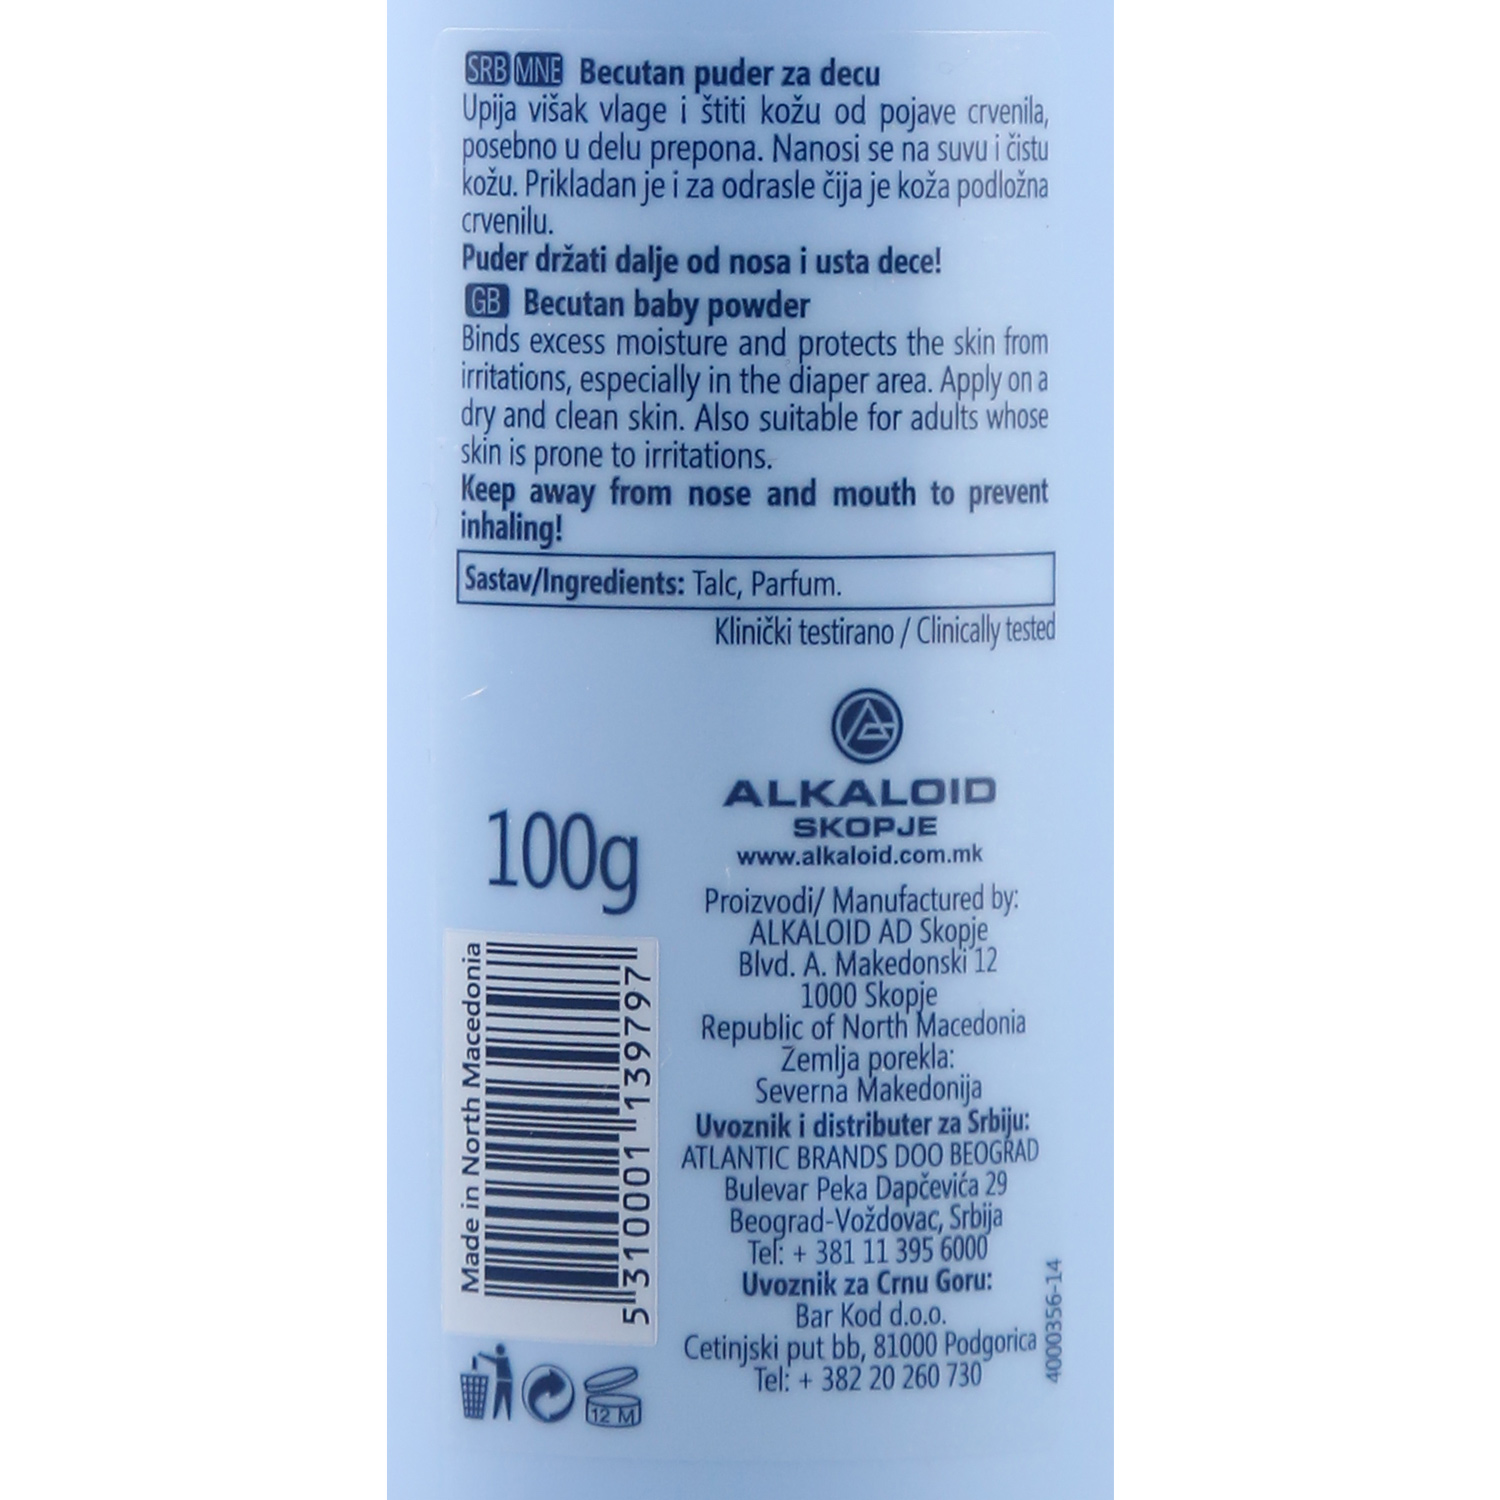 SRB MNE Becutan puder za decu
Upija višak vlage i štiti kožu od pojave crvenila,
posebno u delu prepona. Nanosi se na suvu i čistu
kožu. Prikladan je i za odrasle čija je koža podložna
crvenilu.
Puder držati dalje od nosa i usta dece!
GB Becutan baby powder
Binds excess moisture and protects the skin from
irritations, especially in the diaper area. Apply on a
dry and clean skin. Also suitable for adults whose
skin is prone to irritations.
Keep away from nose and mouth to prevent
inhaling!
Sastav/Ingredients: Talc, Parfum.
Klinički testirano / Clinically tested
ALKALOID
SKOPJE
www.alkaloid.com.mk
100g
Proizvodi/ Manufactured by:
ALKALOID AD Skopje
Blvd. A. Makedonski 12
1000 Skopje
Republic of North Macedonia
Zemlja porekla:
Severna Makedonija
Uvoznik i distributer za Srbiju:
ATLANTIC BRANDS DOO BEOGRAD
Bulevar Peka Dapčevića 29
Beograd-Voždovac, Srbija
Tel: + 381 11 395 6000
Uvoznik za Crnu Goru:
Bar Kod d.o.o.
Cetinjski put bb, 81000 Podgorica
Tel: + 382 20 260 730
Made in North Macedonia
5 310001 139797
12 M
4000356-14